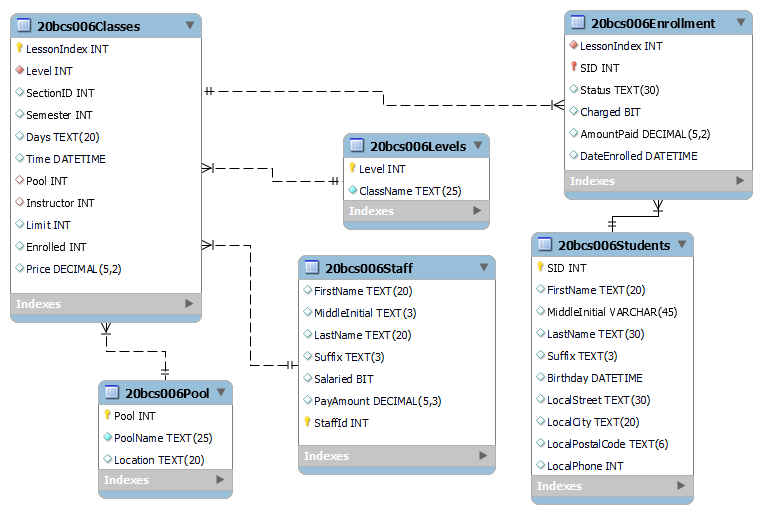 20bcs006Classes
LessonIndex INT
Level INT
SectionID INT
Semester INT
Days TEXT(20)
Time DATETIME
Pool INT
Instructor INT
Limit INT
Enrolled INT
Price DECIMAL(5,2)
Indexes
20bcs006Enrollment
LessonIndex INT
SID INT
Status TEXT(30)
Charged BIT
AmountPaid DECIMAL(5,2)
DateEnrolled DATETIME
Indexes
20bcs006Levels
Level INT
ClassName TEXT(25)
Indexes
20bcs006Staff
FirstName TEXT(20)
MiddleInitial TEXT(3)
LastName TEXT(20)
Suffix TEXT(3)
Salaried BIT
PayAmount DECIMAL(5,3)
StaffId INT
Indexes
20bcs006Students
SID INT
FirstName TEXT(20)
MiddleInitial VARCHAR(45)
LastName TEXT(30)
Suffix TEXT(3)
Birthday DATETIME
LocalStreet TEXT(30)
LocalCity TEXT(20)
LocalPostalCode TEXT(6)
LocalPhone INT
Indexes
20bcs006Pool
Pool INT
PoolName TEXT(25)
Location TEXT(20)
Indexes